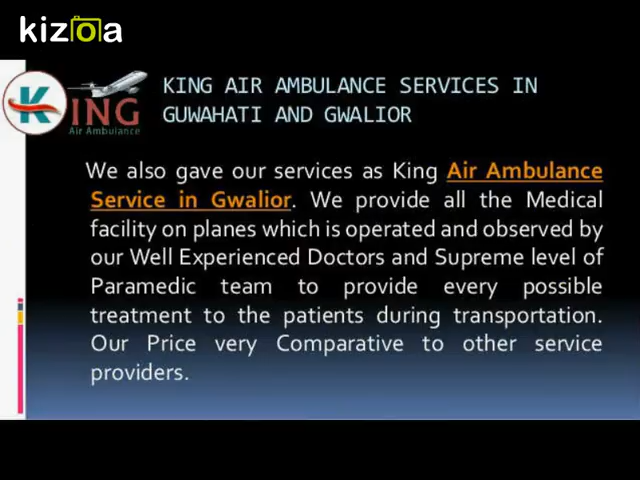 kizoa
KING
Air Ambulance
KING AIR AMBULANCE SERVICES IN
GUWAHATI AND GWALIOR
We also gave our services as King Air Ambulance
Service in Gwalior. We provide all the Medical
facility on planes which is operated and observed by
our Well Experienced Doctors and Supreme level of
Paramedic team to provide every possible
treatment to the patients during transportation.
Our Price very Comparative to other service
providers.